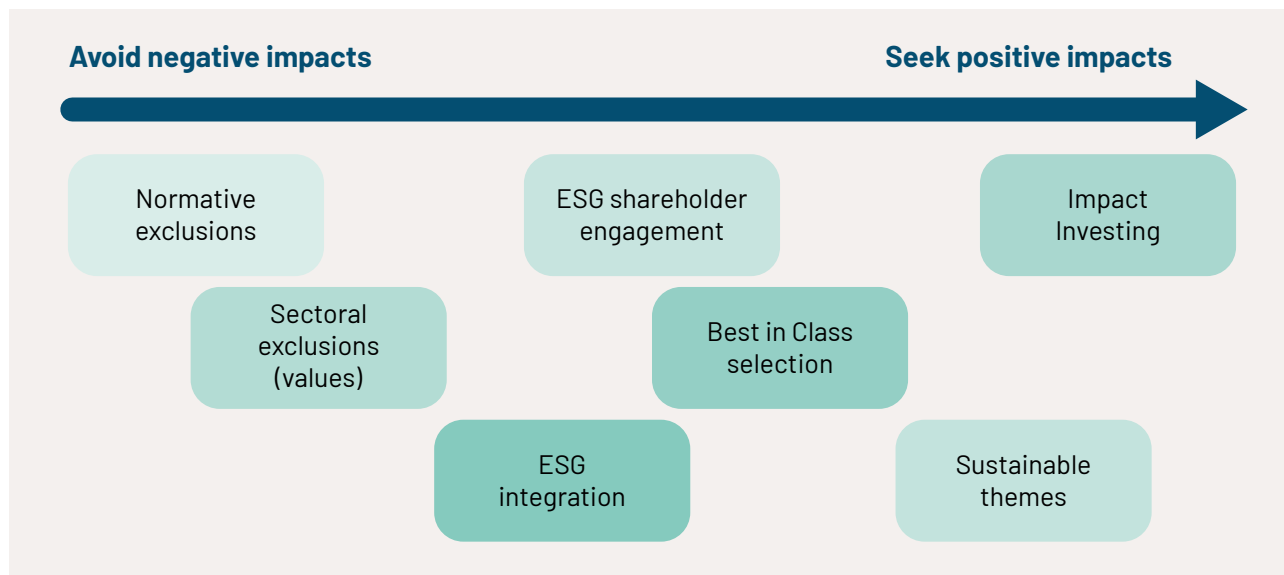 Avoid negative impacts
Seek positive impacts
Normative
exclusions
ESG shareholder
engagement
Impact
Investing
Sectoral
exclusions
(values)
Best in Class
selection
ESG
integration
Sustainable
themes